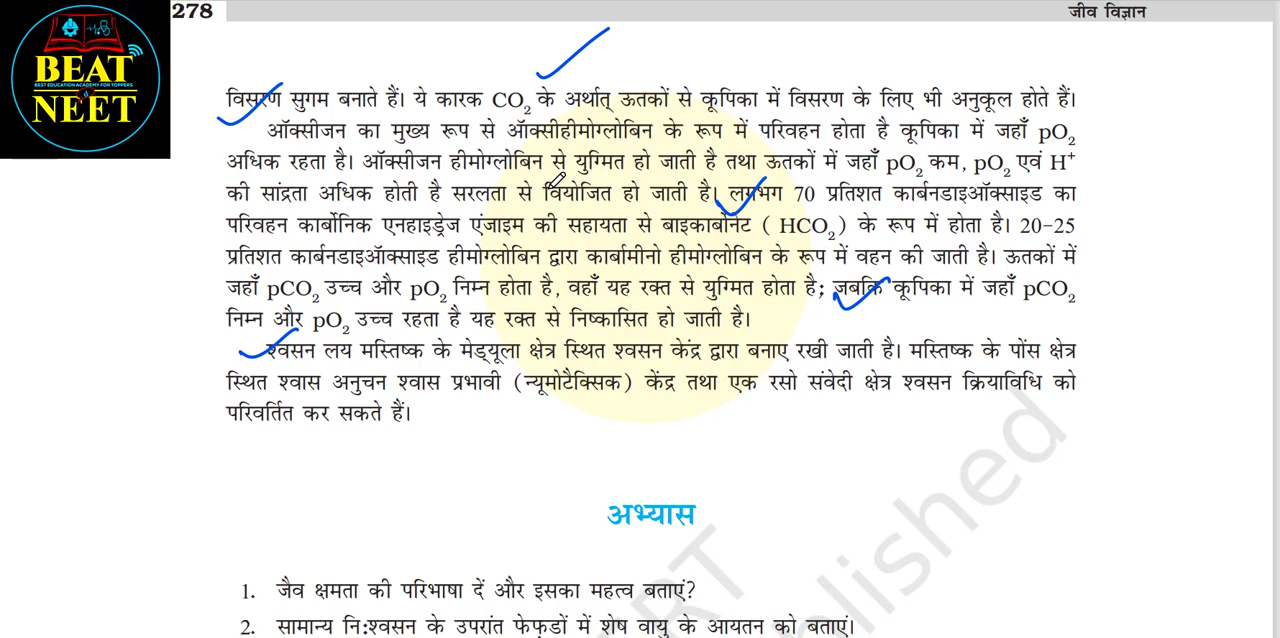 278
जीव विज्ञान
BEAT
BEST EDUCATION ACADEMY FOR TOPPERS
NEET
विसरण सुगम बनाते हैं। ये कारक CO2 के अर्थात् ऊतकों से कूपिका में विसरण के लिए भी अनुकूल होते हैं।
ऑक्सीजन का मुख्य रूप से ऑक्सीहीमोग्लोबिन के रूप में परिवहन होता है कूपिका में जहाँ pO2
अधिक रहता है। ऑक्सीजन हीमोग्लोबिन से युग्मित हो जाती है तथा ऊतकों में जहाँ pO2 कम, pO2 एवं H+
की सांद्रता अधिक होती है सरलता से वियोजित हो जाती है। लगभग 70 प्रतिशत कार्बनडाइऑक्साइड का
परिवहन कार्बोनिक एनहाइड्रेज एंजाइम की सहायता से बाइकार्बोनेट ( HCO2) के रूप में होता है। 20-25
प्रतिशत कार्बनडाइऑक्साइड हीमोग्लोबिन द्वारा कार्बामीनो हीमोग्लोबिन के रूप में वहन की जाती है। ऊतकों में
जहाँ pCO2 उच्च और pO2 निम्न होता है, वहाँ यह रक्त से युग्मित होता है; जबकि कूपिका में जहाँ pCO2
निम्न और pO2 उच्च रहता है यह रक्त से निष्कासित हो जाती है।
श्वसन लय मस्तिष्क के मेड्यूला क्षेत्र स्थित श्वसन केंद्र द्वारा बनाए रखी जाती है। मस्तिष्क के पोंस क्षेत्र
स्थित श्वास अनुचन श्वास प्रभावी (न्यूमोटैक्सिक) केंद्र तथा एक रसो संवेदी क्षेत्र श्वसन क्रियाविधि को
परिवर्तित कर सकते हैं।
अभ्यास
1. जैव क्षमता की परिभाषा दें और इसका महत्व बताएं?
2. सामान्य नि:श्वसन के उपरांत फेफड़ों में शेष वायु के आयतन को बताएं।